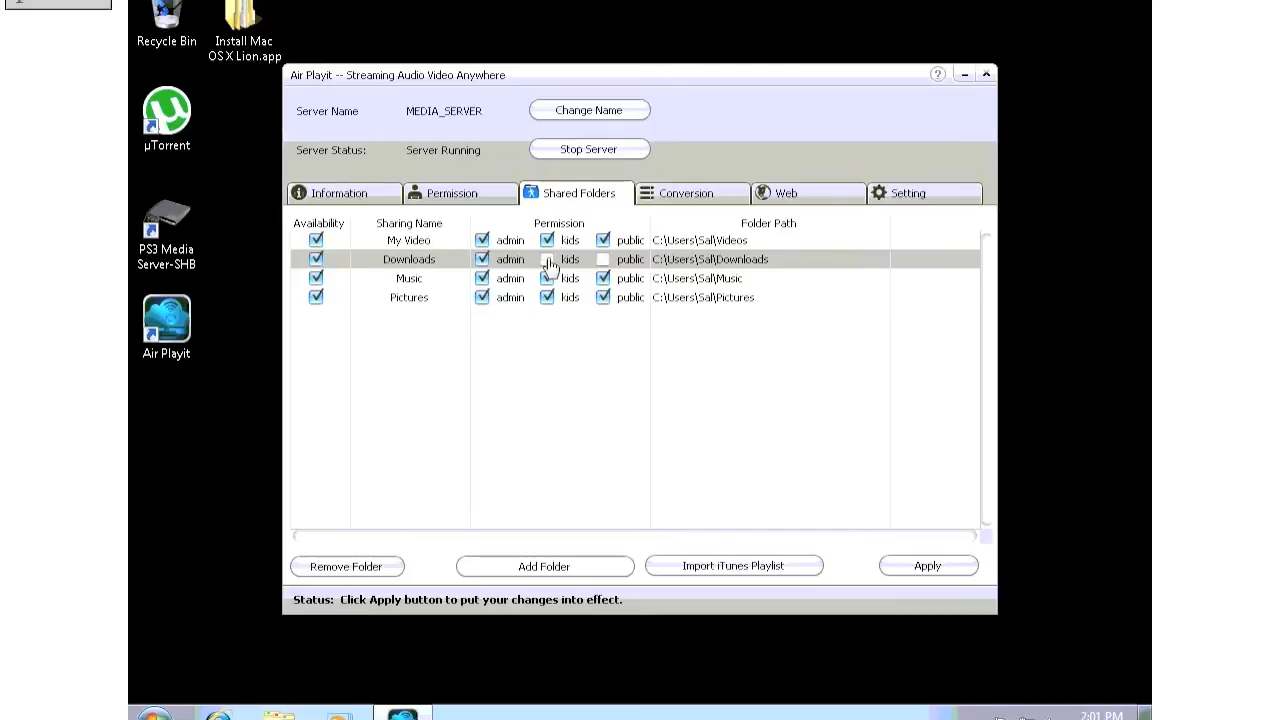 Recycle Bin
Install Mac
OS X Lion.app
Air Playit -- Streaming Audio Video Anywhere
?
Server Name MEDIA_SERVER Change Name
µTorrent
Server Status: Server Running Stop Server
Information Permission Shared Folders Conversion Web Setting
Availability Sharing Name Permission Folder Path
My Video admin kids public C:\Users\Sal\Videos
PS3 Media
Server-SHB
Downloads admin kids public C:\Users\Sal\Downloads
Music admin kids public C:\Users\Sal\Music
Pictures admin kids public C:\Users\Sal\Pictures
Air Playit
Remove Folder Add Folder Import iTunes Playlist Apply
Status: Click Apply button to put your changes into effect.
2:01 PM